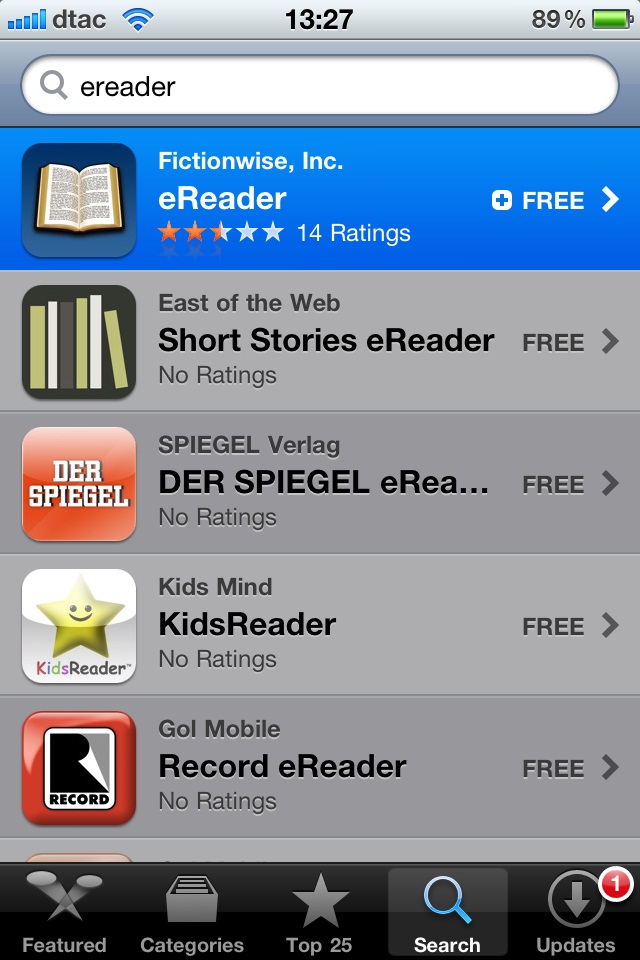 dtac 13:27 89%
ereader
Fictionwise, Inc.
eReader
FREE
14 Ratings
East of the Web
Short Stories eReader
FREE
No Ratings
DER SPIEGEL
SPIEGEL Verlag
DER SPIEGEL eRea...
FREE
No Ratings
KidsReader™
Kids Mind
KidsReader
FREE
No Ratings
RECORD
Gol Mobile
Record eReader
FREE
No Ratings
1
Featured Categories Top 25 Search Updates